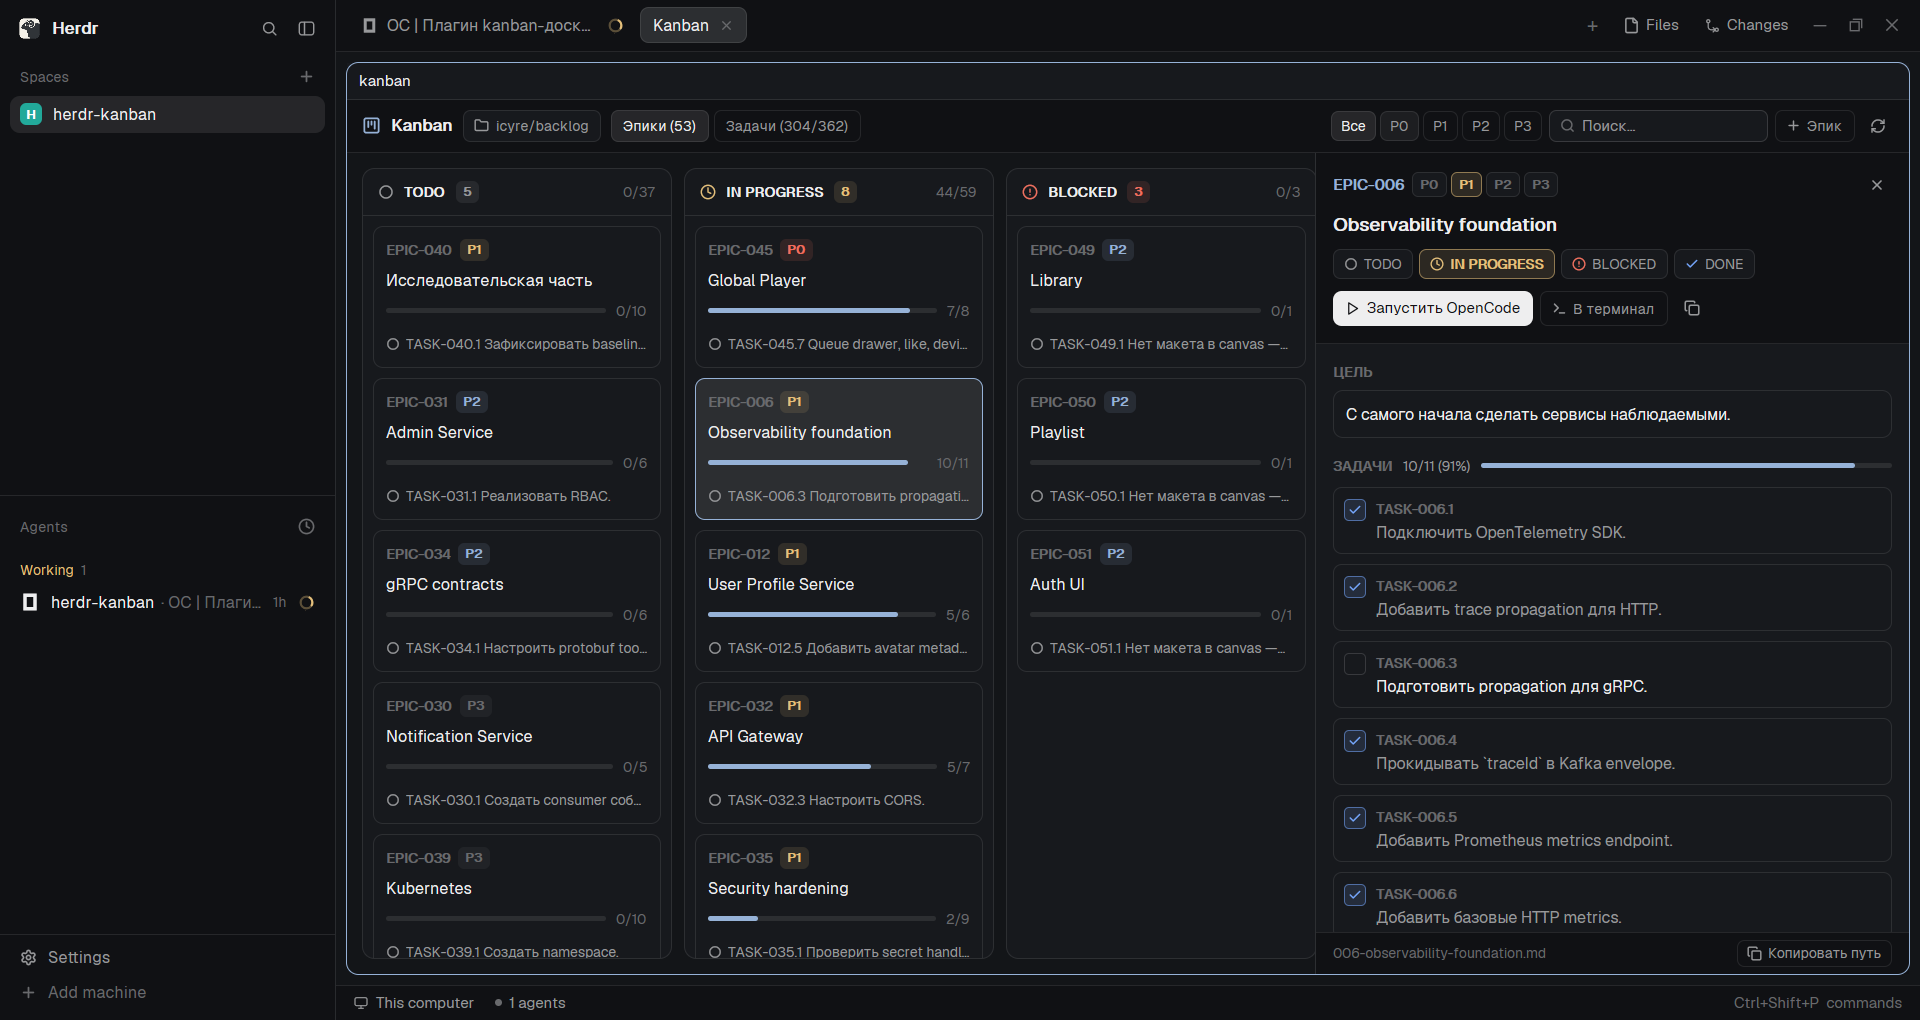 Herdr
Spaces
H herdr-kanban
Agents
Working 1
herdr-kanban · OC | Плаги... 1h
Settings
Add machine
OC | Плагин kanban-доск...
Kanban
Files
Changes
kanban
Kanban
icyre/backlog
Эпики (53)
Задачи (304/362)
Все
P0
P1
P2
P3
Поиск...
Эпик
TODO 5 0/37
EPIC-040 P1
Исследовательская часть
0/10
TASK-040.1 Зафиксировать baselin...
EPIC-031 P2
Admin Service
0/6
TASK-031.1 Реализовать RBAC.
EPIC-034 P2
gRPC contracts
0/6
TASK-034.1 Настроить protobuf too...
EPIC-030 P3
Notification Service
0/5
TASK-030.1 Создать consumer соб...
EPIC-039 P3
Kubernetes
0/10
TASK-039.1 Создать namespace.
IN PROGRESS 8 44/59
EPIC-045 P0
Global Player
7/8
TASK-045.7 Queue drawer, like, devi...
EPIC-006 P1
Observability foundation
10/11
TASK-006.3 Подготовить propagati...
EPIC-012 P1
User Profile Service
5/6
TASK-012.5 Добавить avatar metad...
EPIC-032 P1
API Gateway
5/7
TASK-032.3 Настроить CORS.
EPIC-035 P1
Security hardening
2/9
TASK-035.1 Проверить secret handl...
BLOCKED 3 0/3
EPIC-049 P2
Library
0/1
TASK-049.1 Нет макета в canvas —...
EPIC-050 P2
Playlist
0/1
TASK-050.1 Нет макета в canvas —...
EPIC-051 P2
Auth UI
0/1
TASK-051.1 Нет макета в canvas —...
EPIC-006 P0 P1 P2 P3
Observability foundation
TODO IN PROGRESS BLOCKED DONE
Запустить OpenCode
В терминал
ЦЕЛЬ
С самого начала сделать сервисы наблюдаемыми.
ЗАДАЧИ 10/11 (91%)
TASK-006.1
Подключить OpenTelemetry SDK.
TASK-006.2
Добавить trace propagation для HTTP.
TASK-006.3
Подготовить propagation для gRPC.
TASK-006.4
Прокидывать `traceId` в Kafka envelope.
TASK-006.5
Добавить Prometheus metrics endpoint.
TASK-006.6
Добавить базовые HTTP metrics.
006-observability-foundation.md
Копировать путь
This computer
1 agents
Ctrl+Shift+P commands